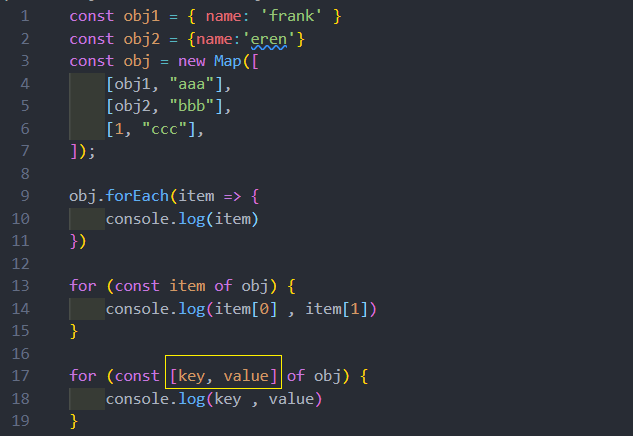 1 const obj1 = { name: 'frank' }
2 const obj2 = {name:'eren'}
3 const obj = new Map([
4 [obj1, "aaa"],
5 [obj2, "bbb"],
6 [1, "ccc"],
7 ]);
8
9 obj.forEach(item => {
10 console.log(item)
11 })
12
13 for (const item of obj) {
14 console.log(item[0] , item[1])
15 }
16
17 for (const [key, value] of obj) {
18 console.log(key , value)
19 }